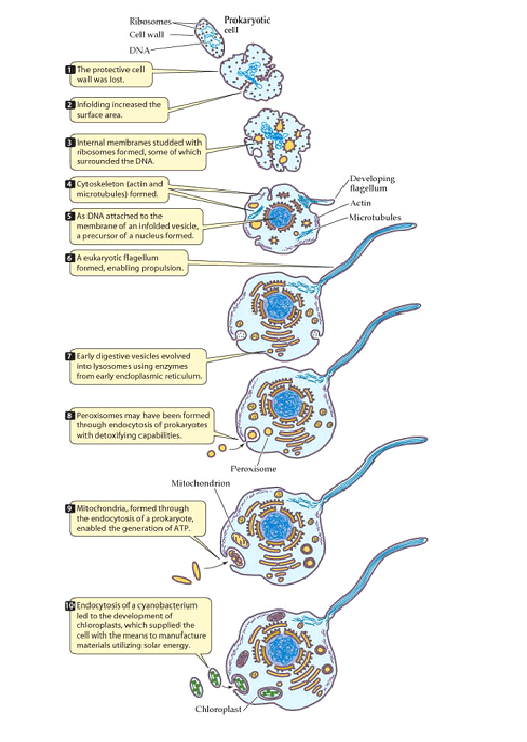 Ribosomes
Prokaryotic
cell
Cell wall
DNA
1 The protective cell
wall was lost.
2 Infolding increased the
surface area.
3 Internal membranes studded with
ribosomes formed, some of which
surrounded the DNA.
4 Cytoskeleton (actin and
microtubules) formed.
Developing
flagellum
Actin
Microtubules
5 As DNA attached to the
membrane of an infolded vesicle,
a precursor of a nucleus formed.
6 A eukaryotic flagellum
formed, enabling propulsion.
7 Early digestive vesicles evolved
into lysosomes using enzymes
from early endoplasmic reticulum.
8 Peroxisomes may have been formed
through endocytosis of prokaryotes
with detoxifying capabilities.
Peroxisome
Mitochondrion
9 Mitochondria, formed through
the endocytosis of a prokaryote,
enabled the generation of ATP.
10 Endocytosis of a cyanobacterium
led to the development of
chloroplasts, which supplied the
cell with the means to manufacture
materials utilizing solar energy.
Chloroplast